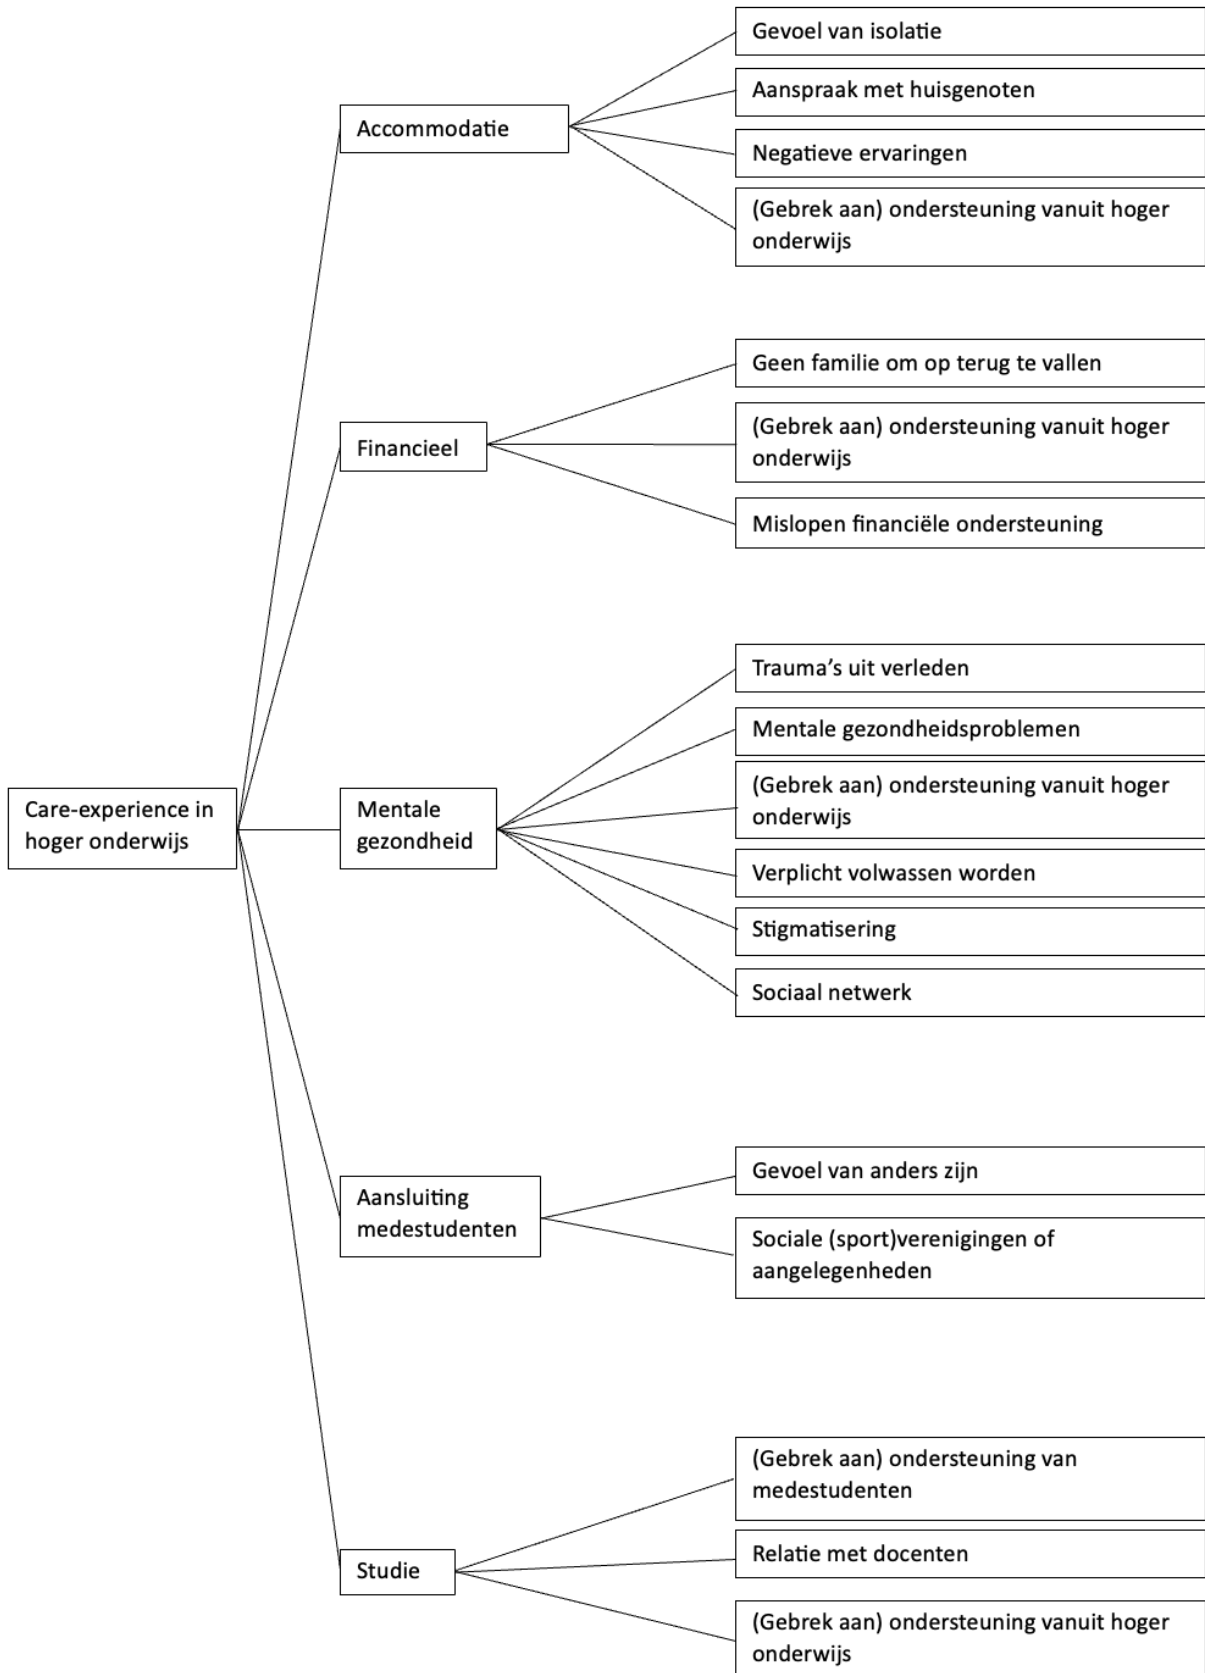 Gevoel van isolatie
Aanspraak met huisgenoten
Accommodatie
Negatieve ervaringen
(Gebrek aan) ondersteuning vanuit hoger
onderwijs
Geen familie om op terug te vallen
(Gebrek aan) ondersteuning vanuit hoger
onderwijs
Financieel
Mislopen financiële ondersteuning
Trauma’s uit verleden
Mentale gezondheidsproblemen
(Gebrek aan) ondersteuning vanuit hoger
onderwijs
Care-experience in
hoger onderwijs
Mentale
gezondheid
Verplicht volwassen worden
Stigmatisering
Sociaal netwerk
Gevoel van anders zijn
Aansluiting
medestudenten
Sociale (sport)verenigingen of
aangelegenheden
(Gebrek aan) ondersteuning van
medestudenten
Relatie met docenten
Studie
(Gebrek aan) ondersteuning vanuit hoger
onderwijs